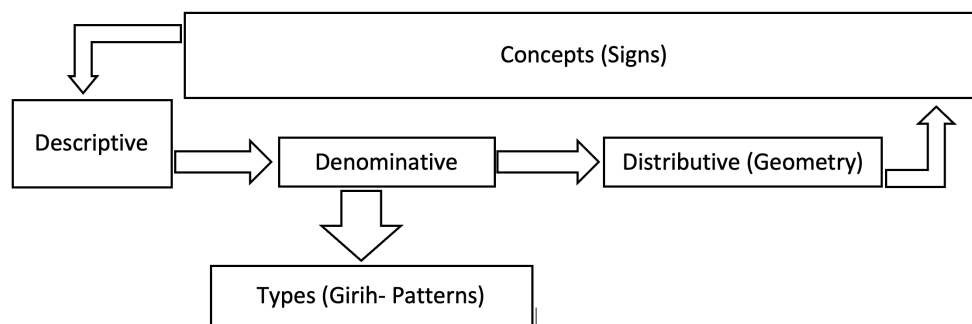 Concepts (Signs)
Descriptive
Denominative
Distributive (Geometry)
Types (Girih- Patterns)